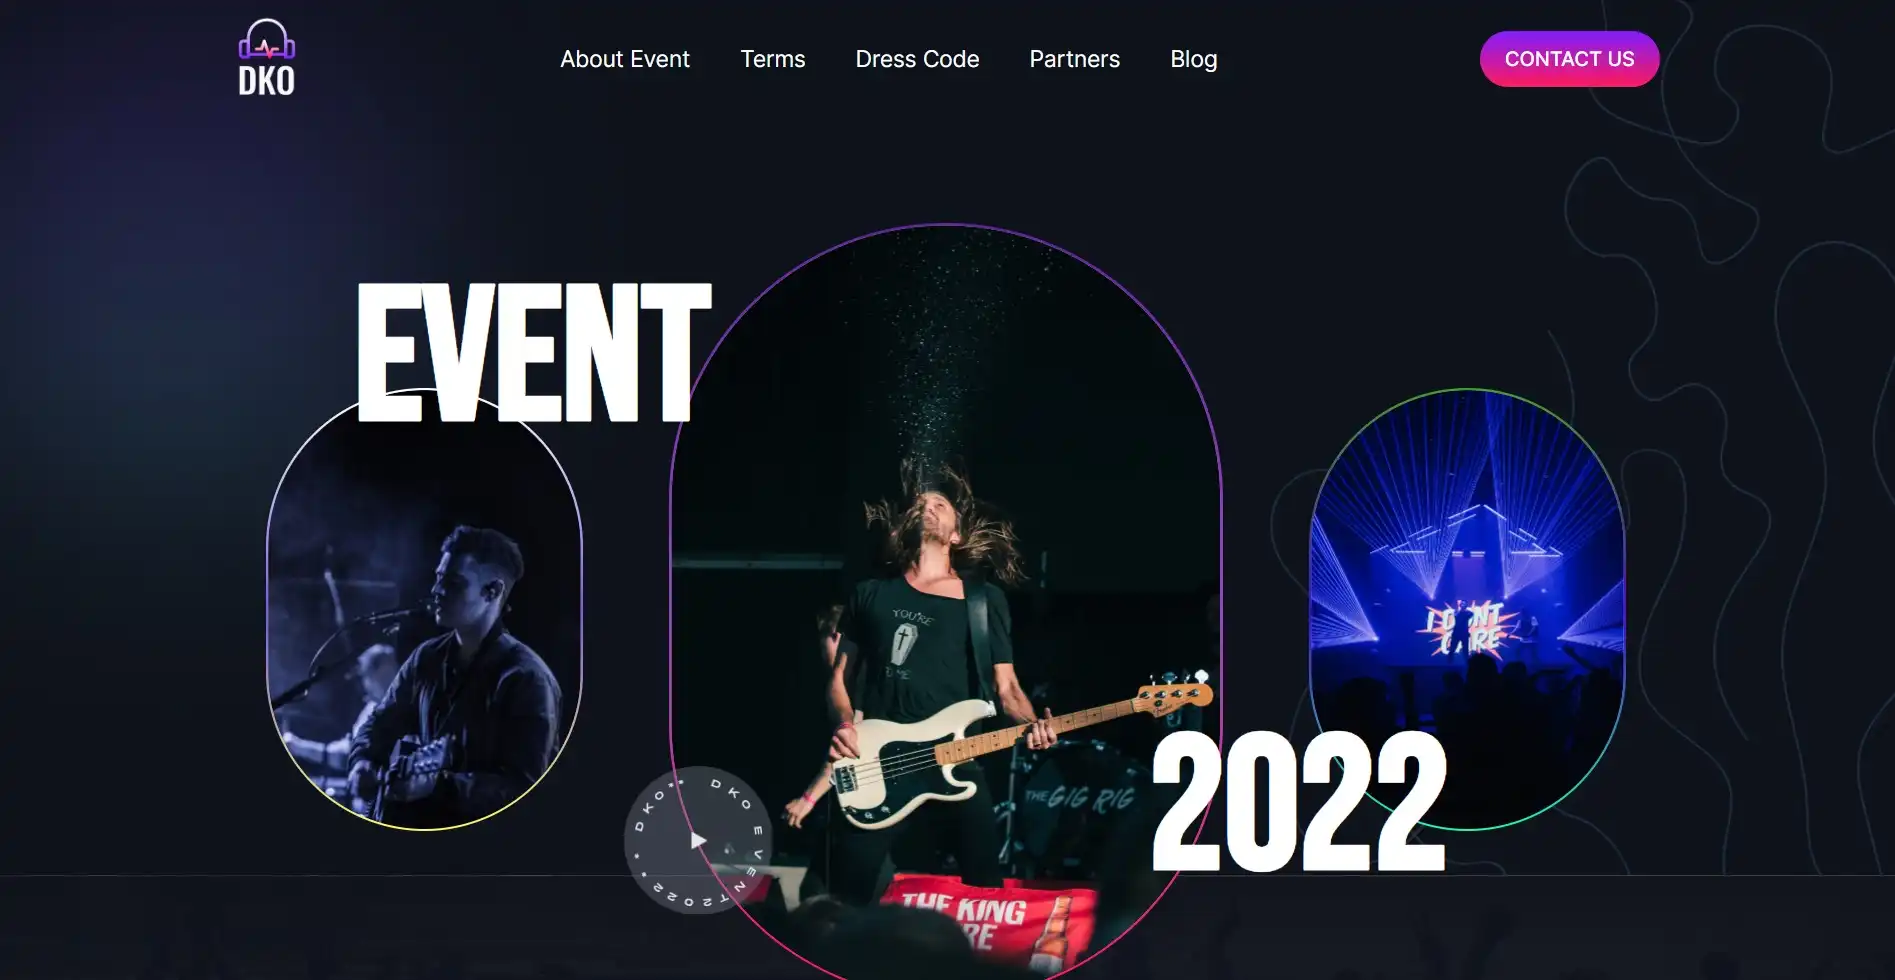 DKO
About Event
Terms
Dress Code
Partners
Blog
CONTACT US
EVENT
YOU'RE
ME
I DON'T
CARE
THE GIG RIG
2022
DKO EVENT 2022 • • DKO • •
THE KING